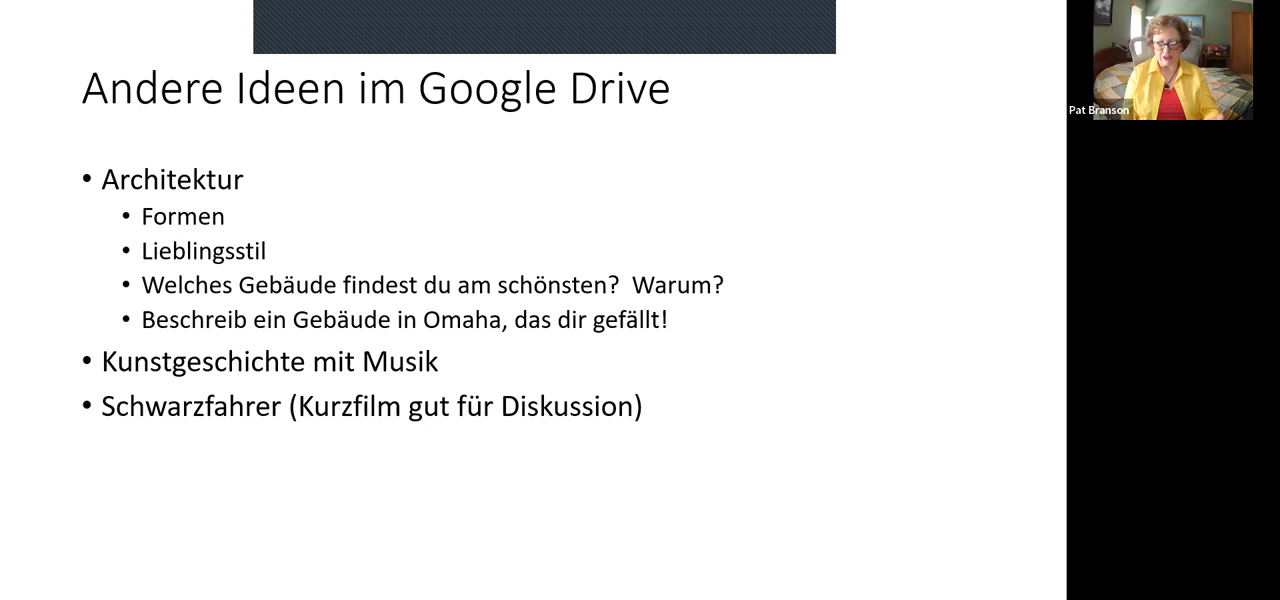 Andere Ideen im Google Drive
• Architektur
• Formen
• Lieblingsstil
• Welches Gebäude findest du am schönsten?  Warum?
• Beschreib ein Gebäude in Omaha, das dir gefällt!
• Kunstgeschichte mit Musik
• Schwarzfahrer (Kurzfilm gut für Diskussion)
Pat Branson